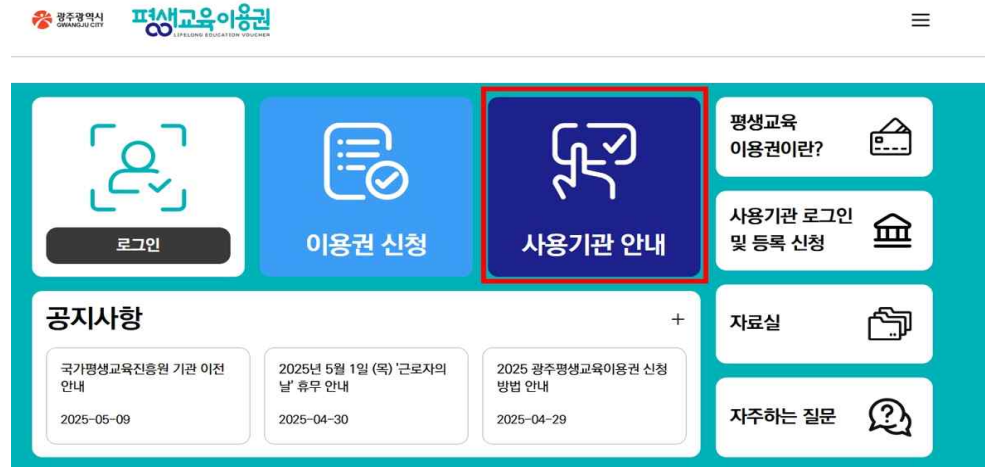 광주광역시
GWANGJU CITY
평생교육이용권
LIFELONG EDUCATION VOUCHER
로그인
이용권 신청
사용기관 안내
평생교육
이용권이란?
사용기관 로그인
및 등록 신청
자료실
자주하는 질문
공지사항
+
국가평생교육진흥원 기관 이전
안내
2025-05-09
2025년 5월 1일 (목) '근로자의
날' 휴무 안내
2025-04-30
2025 광주평생교육이용권 신청
방법 안내
2025-04-29